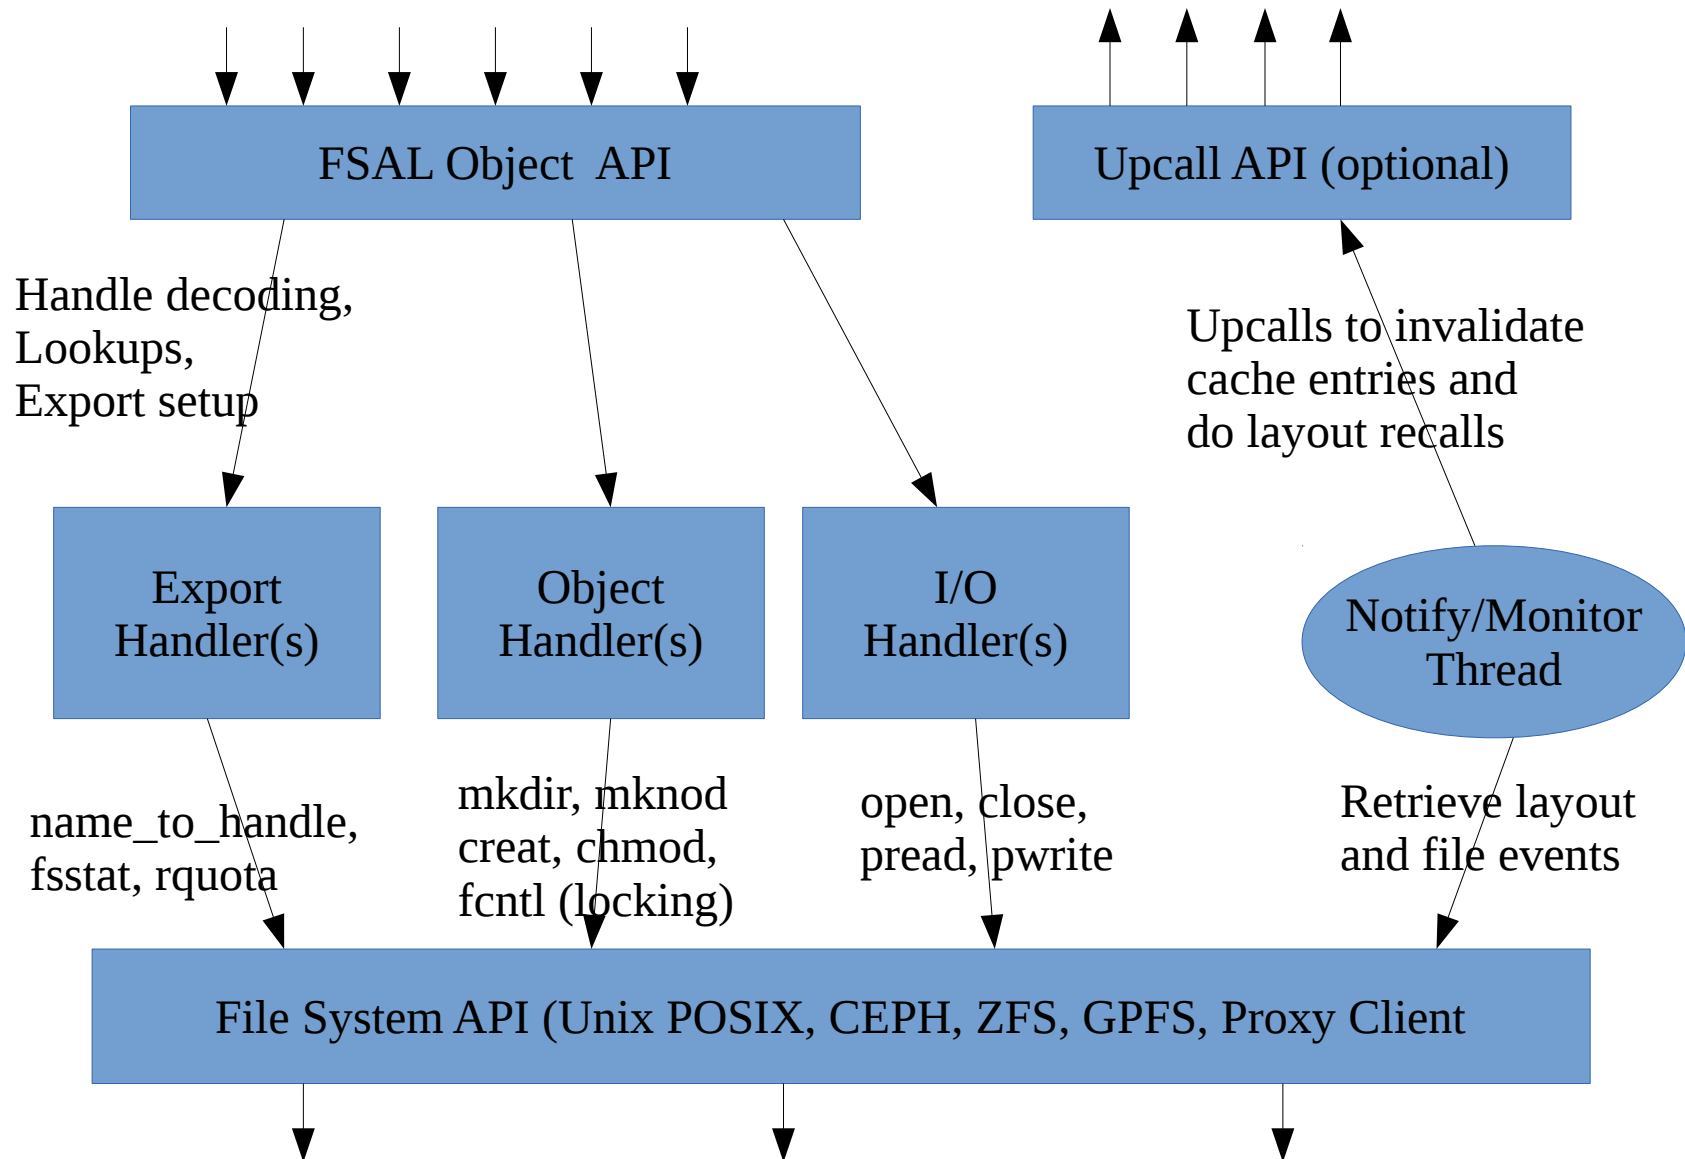 FSAL Object  API
Upcall API (optional)
Handle decoding,
Lookups,
Export setup
Upcalls to invalidate
cache entries and
do layout recalls
Export
Handler(s)
Object
Handler(s)
I/O
Handler(s)
Notify/Monitor
Thread
name_to_handle,
fsstat, rquota
mkdir, mknod
creat, chmod,
fcntl (locking)
open, close,
pread, pwrite
Retrieve layout
and file events
File System API (Unix POSIX, CEPH, ZFS, GPFS, Proxy Client